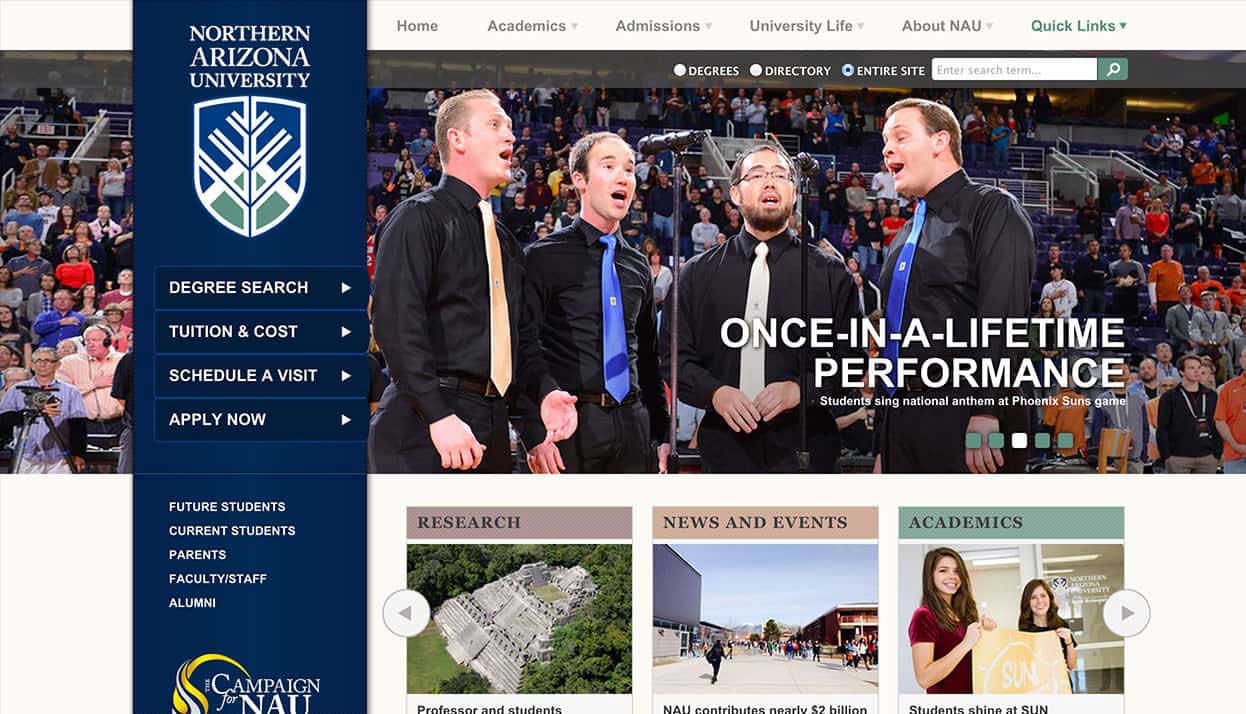 Home
Academics
Admissions
University Life
About NAU
Quick Links
NORTHERN
ARIZONA
UNIVERSITY
DEGREES
DIRECTORY
ENTIRE SITE
Enter search term...
DEGREE SEARCH
TUITION & COST
SCHEDULE A VISIT
APPLY NOW
ONCE-IN-A-LIFETIME
PERFORMANCE
Students sing national anthem at Phoenix Suns game
FUTURE STUDENTS
CURRENT STUDENTS
PARENTS
FACULTY/STAFF
ALUMNI
THE
CAMPAIGN
for NAU
RESEARCH
NEWS AND EVENTS
ACADEMICS
NORTHERN
ARIZONA
UNIVERSITY
SUN
Professor and students
NAU contributes nearly $2 billion
Students shine at SUN